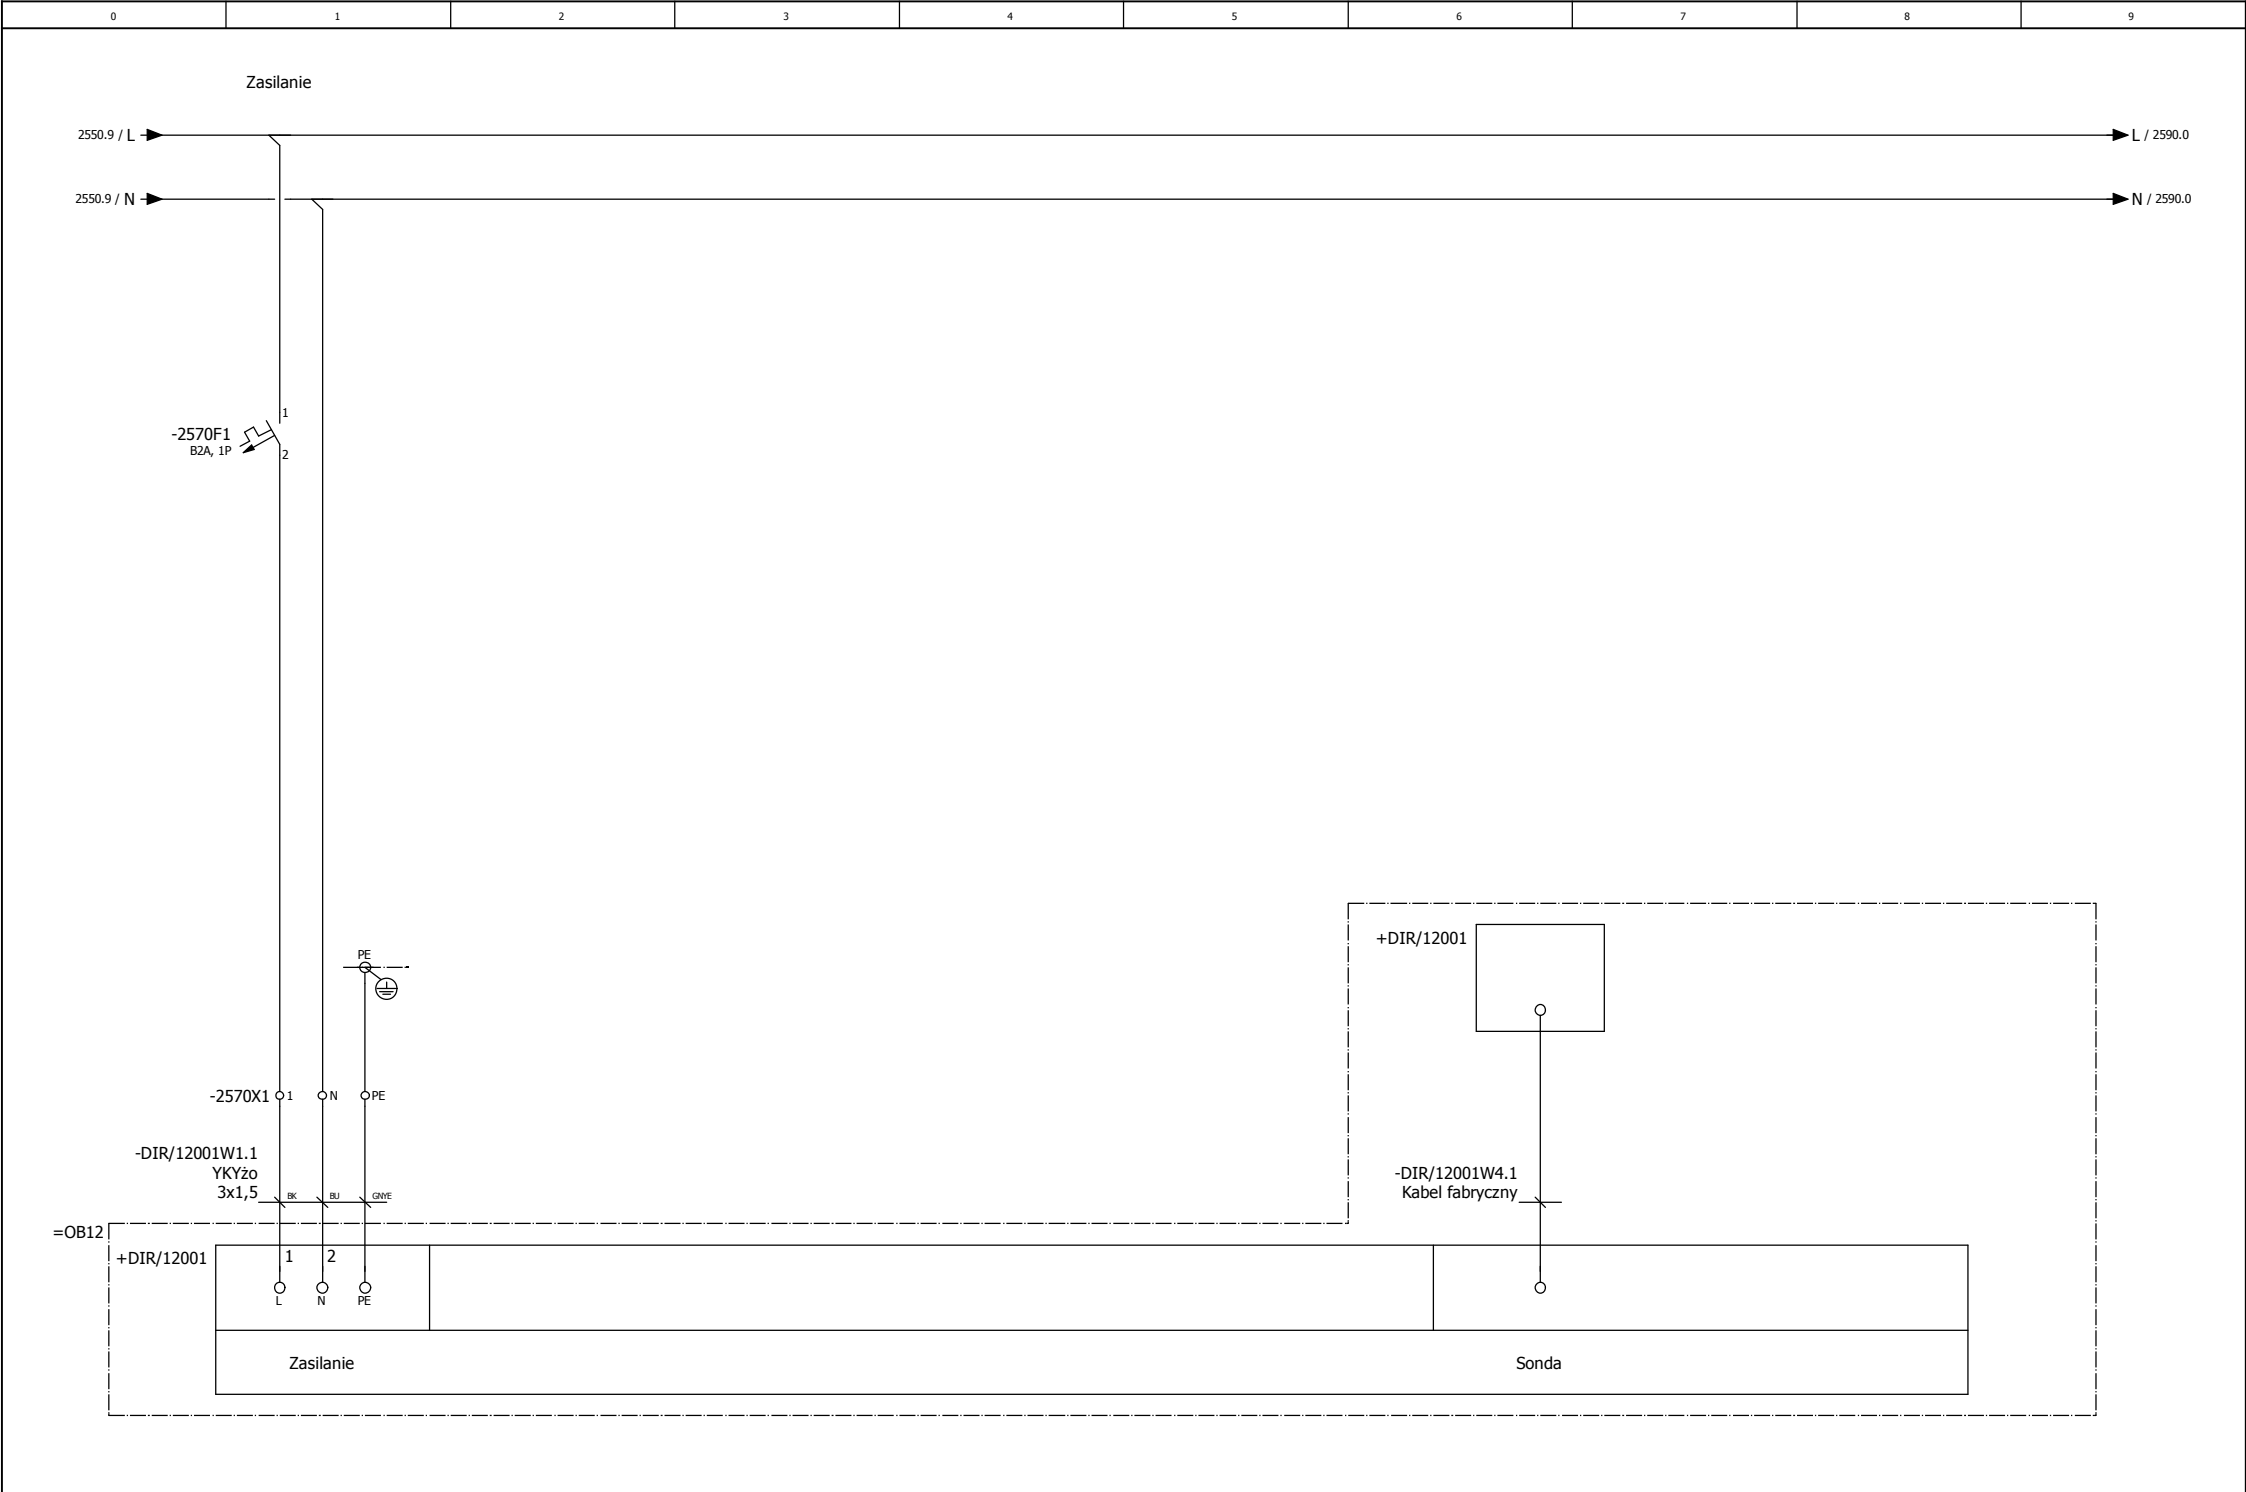 0 1 2 3 4 5 6 7 8 9
Zasilanie
2550.9 / L
L / 2590.0
2550.9 / N
N / 2590.0
1
-2570F1
B2A, 1P
2
+DIR/12001
PE
-2570X1 1 N PE
-DIR/12001W1.1
YKYżo
3x1,5
BK BU GNYE
-DIR/12001W4.1
Kabel fabryczny
=OB12
+DIR/12001
1 2
L N PE
Zasilanie
Sonda